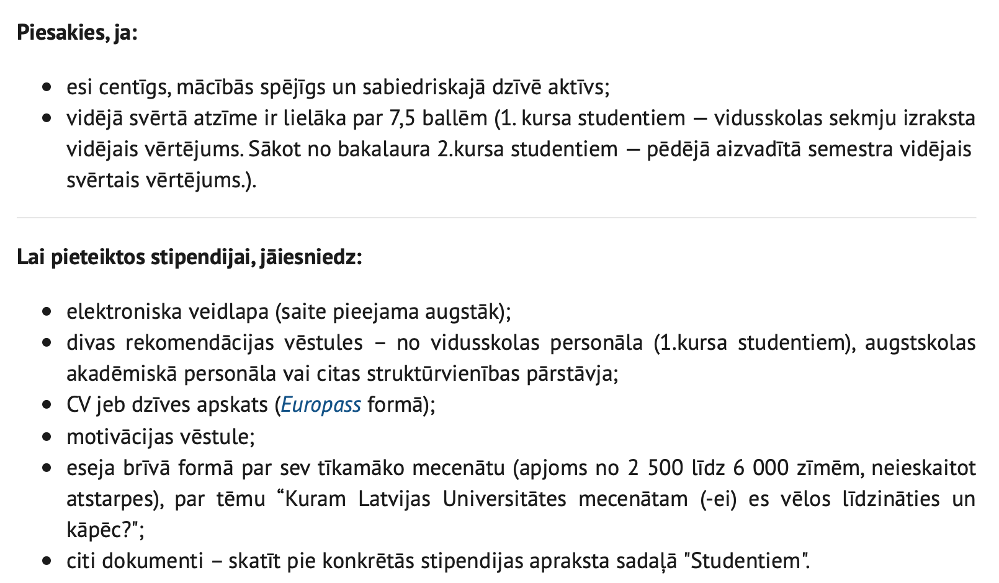 Piesakies, ja:
• esi centīgs, mācībās spējīgs un sabiedriskajā dzīvē aktīvs;
• vidējā svērtā atzīme ir lielāka par 7,5 ballēm (1. kursa studentiem — vidusskolas sekmju izraksta
vidējais vērtējums. Sākot no bakalaura 2.kursa studentiem — pēdējā aizvadītā semestra vidējais
svērtais vērtējums.).
Lai pieteiktos stipendijai, jāiesniedz:
• elektroniska veidlapa (saite pieejama augstāk);
• divas rekomendācijas vēstules – no vidusskolas personāla (1.kursa studentiem), augstskolas
akadēmiskā personāla vai citas struktūrvienības pārstāvja;
• CV jeb dzīves apskats (Europass formā);
• motivācijas vēstule;
• eseja brīvā formā par sev tīkamāko mecenātu (apjoms no 2 500 līdz 6 000 zīmēm, neieskaitot
atstarpes), par tēmu “Kuram Latvijas Universitātes mecenātam (-ei) es vēlos līdzināties un
kāpēc?";
• citi dokumenti – skatīt pie konkrētās stipendijas apraksta sadaļā "Studentiem".